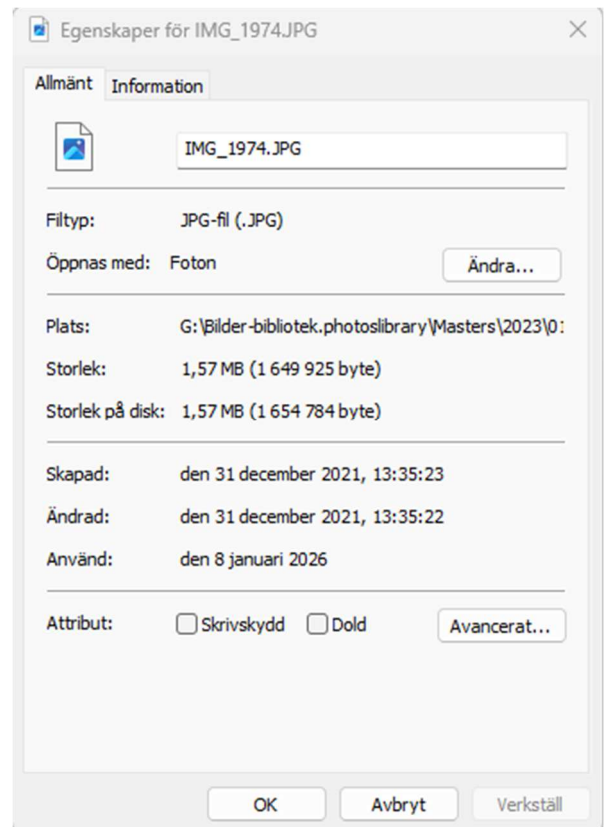 Egenskaper för IMG_1974.JPG
Allmänt Information
IMG_1974.JPG
Filtyp: JPG-fil (.JPG)
Öppnas med: Foton Ändra...
Plats: G:\Bilder-bibliotek.photoslibrary\Masters\2023\01
Storlek: 1,57 MB (1 649 925 byte)
Storlek på disk: 1,57 MB (1 654 784 byte)
Skapad: den 31 december 2021, 13:35:23
Ändrad: den 31 december 2021, 13:35:22
Använd: den 8 januari 2026
Attribut: Skrivskydd Dold Avancerat...
OK Avbryt Verkställ